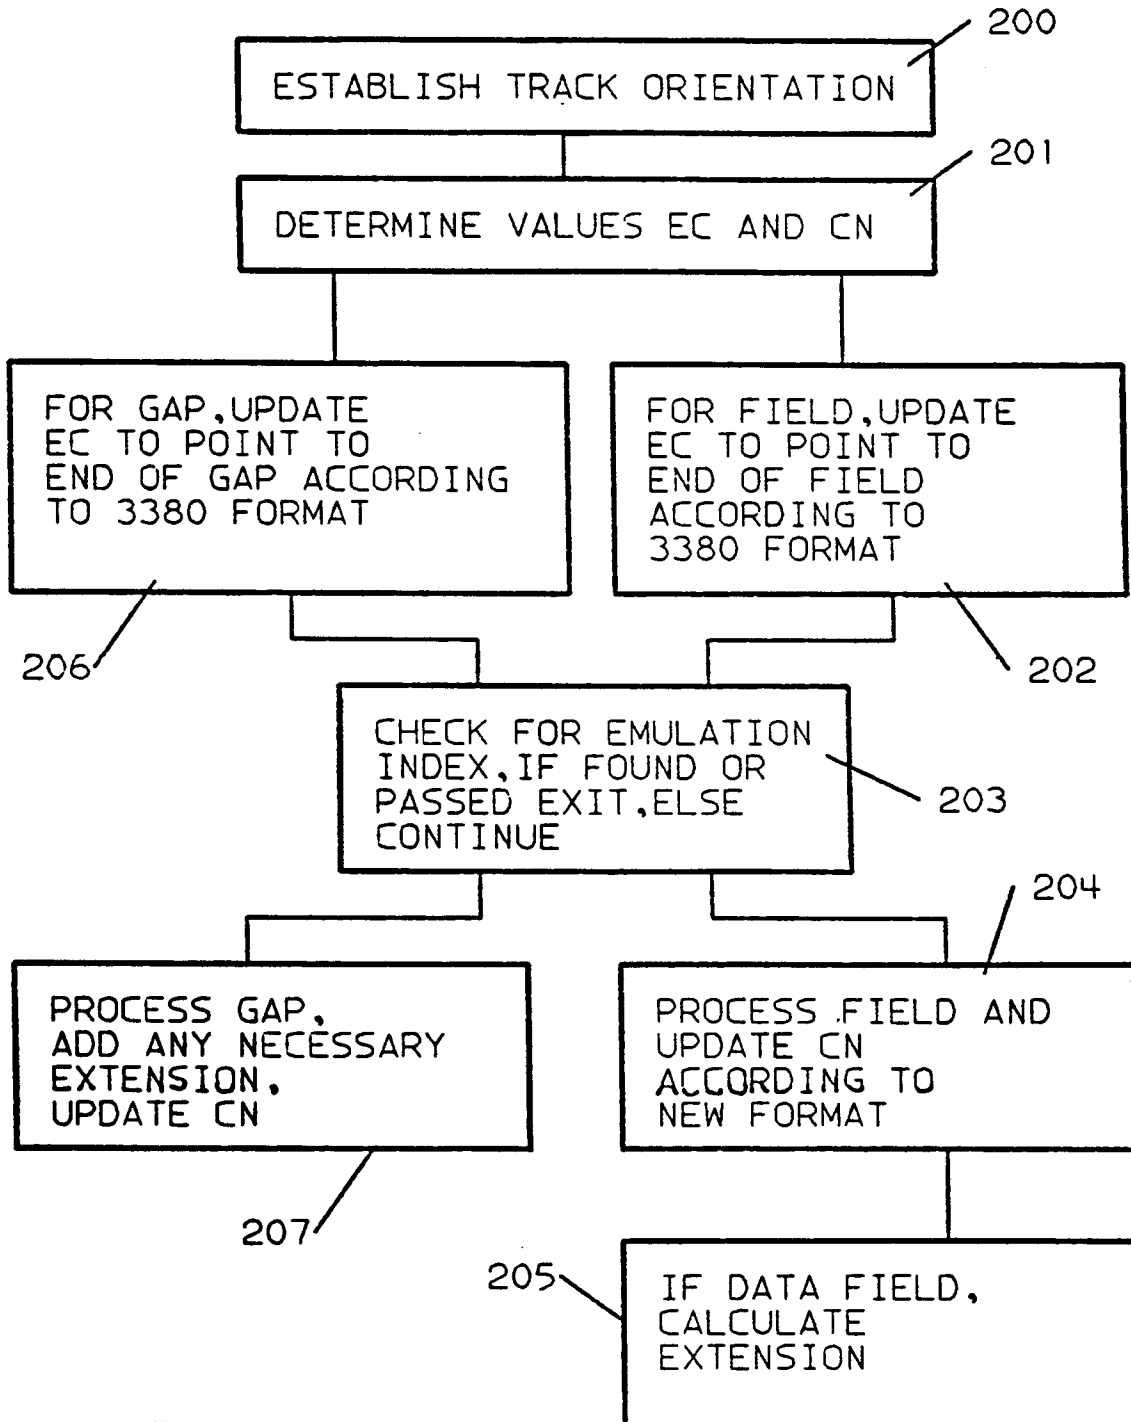 200
ESTABLISH TRACK ORIENTATION
201
DETERMINE VALUES EC AND CN
FOR GAP, UPDATE
EC TO POINT TO
END OF GAP ACCORDING
TO 3380 FORMAT
206
FOR FIELD, UPDATE
EC TO POINT TO
END OF FIELD
ACCORDING TO
3380 FORMAT
202
CHECK FOR EMULATION
INDEX, IF FOUND OR
PASSED EXIT, ELSE
CONTINUE
203
PROCESS GAP,
ADD ANY NECESSARY
EXTENSION,
UPDATE CN
207
204
PROCESS FIELD AND
UPDATE CN
ACCORDING TO
NEW FORMAT
205
IF DATA FIELD,
CALCULATE
EXTENSION